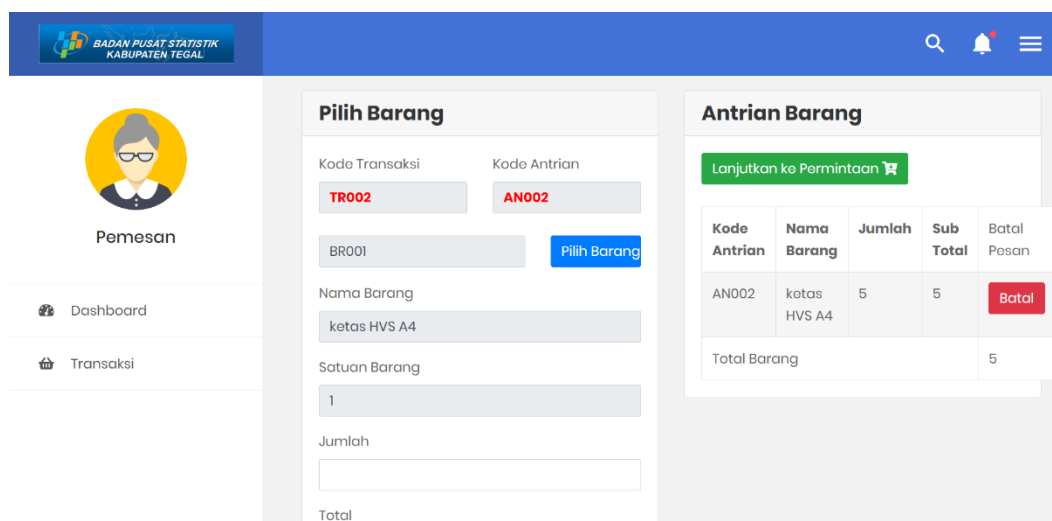 BADAN PUSAT STATISTIK
KABUPATEN TEGAL
Pemesan
Dashboard
Transaksi
Pilih Barang
Kode Transaksi
Kode Antrian
TR002
AN002
BR001
Pilih Barang
Nama Barang
ketas HVS A4
Satuan Barang
1
Jumlah
Total
Antrian Barang
Lanjutkan ke Permintaan
Kode Antrian Nama Barang Jumlah Sub Total Batal Pesan
AN002 ketas HVS A4 5 5 Batal
Total Barang 5